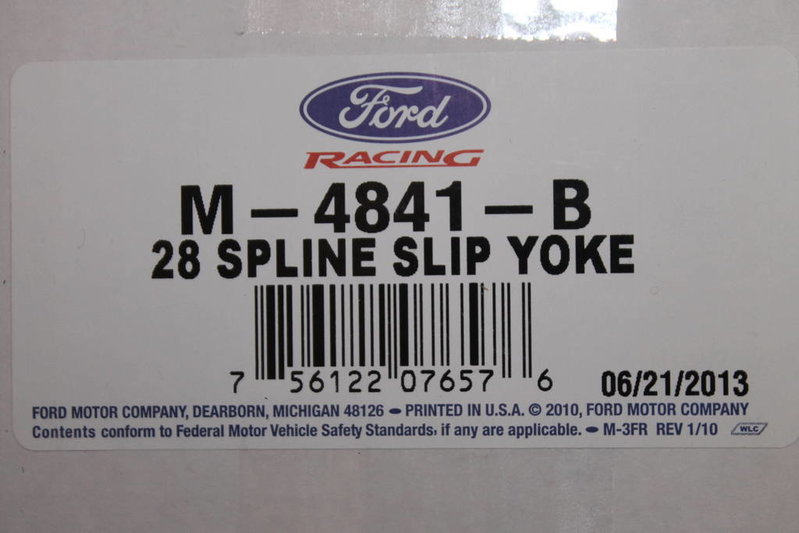 Ford
RACING
M – 4841 – B
28 SPLINE SLIP YOKE
7 56122 07657 6
06/21/2013
FORD MOTOR COMPANY, DEARBORN, MICHIGAN 48126 – PRINTED IN U.S.A. © 2010, FORD MOTOR COMPANY
Contents conform to Federal Motor Vehicle Safety Standards, if any are applicable. – M-3FR REV 1/10 WLC